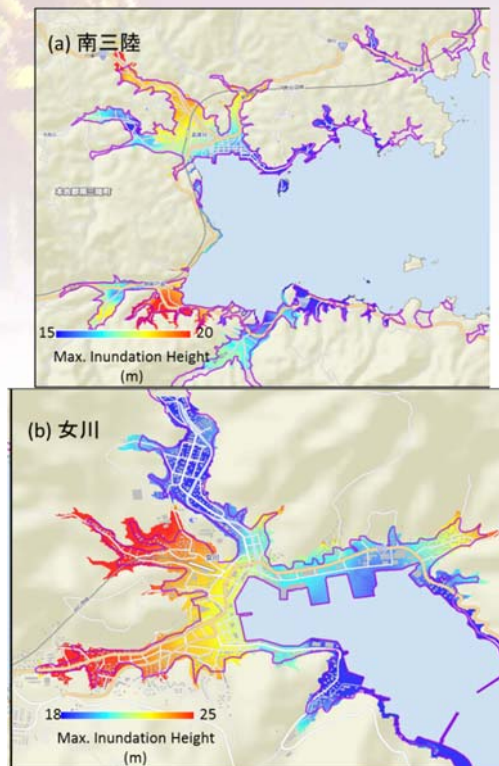 (a) 南三陸
15
20
Max. Inundation Height
(m)
(b) 女川
18
25
Max. Inundation Height
(m)